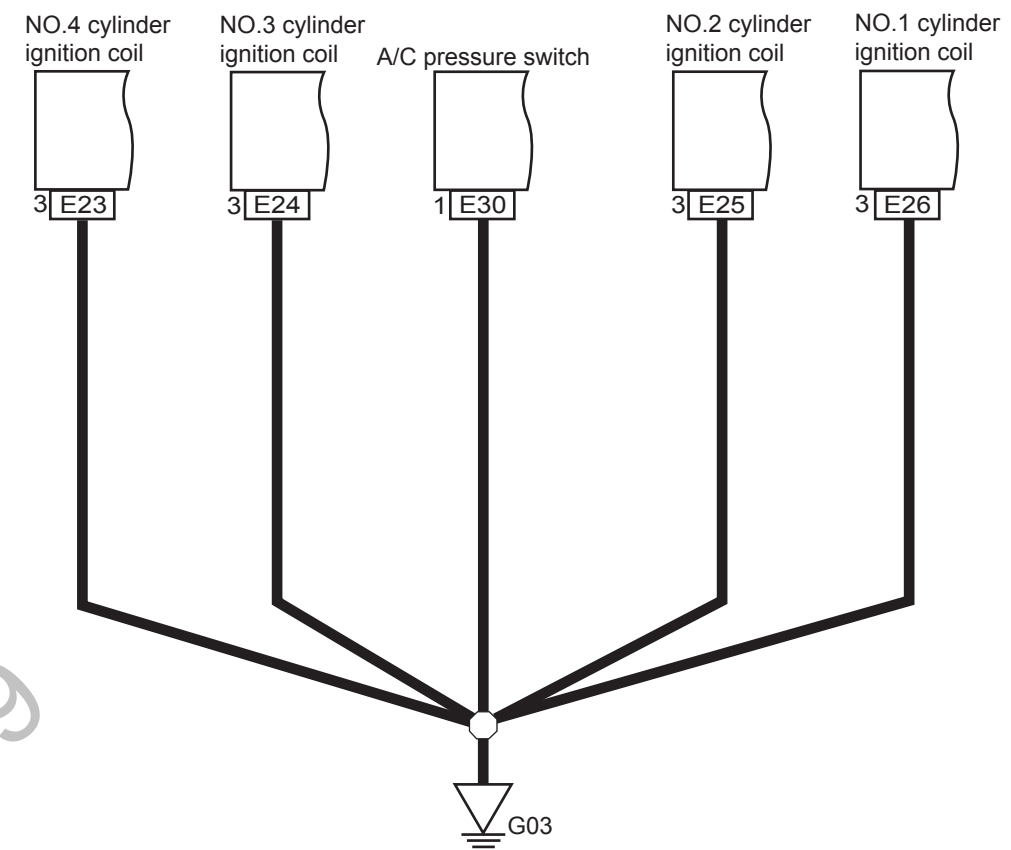 NO.4 cylinder
ignition coil
NO.3 cylinder
ignition coil
A/C pressure switch
NO.2 cylinder
ignition coil
NO.1 cylinder
ignition coil
3 E23
3 E24
1 E30
3 E25
3 E26
G03